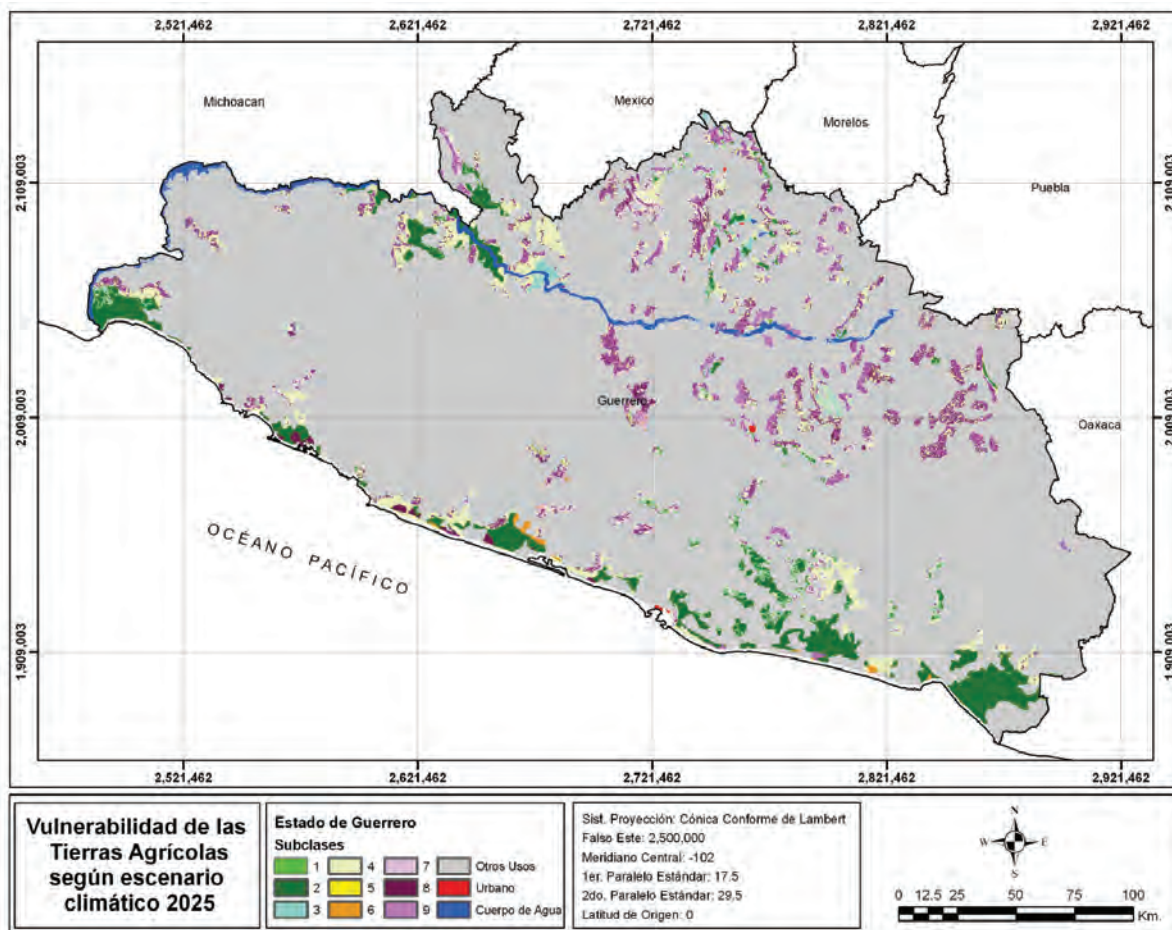 2,521,462 2,621,462 2,721,462 2,821,462 2,921,462
Michoacan
Mexico
Morelos
2,109,003
2,109,003
Puebla
2,009,003
Guerrero
2,009,003
Oaxaca
OCÉANO PACÍFICO
1,909,003
1,909,003
2,521,462 2,621,462 2,721,462 2,821,462 2,921,462
Vulnerabilidad de las
Tierras Agrícolas
según escenario
climático 2025
Estado de Guerrero
Subclases
1 4 7 Otros Usos
2 5 8 Urbano
3 6 9 Cuerpo de Agua
Sist. Proyección: Cónica Conforme de Lambert
Falso Este: 2,500,000
Meridiano Central: -102
1er. Paralelo Estándar: 17.5
2do. Paralelo Estándar: 29,5
Latitud de Origen: 0
N
W E
S
0 12.5 25 50 75 100
Km.